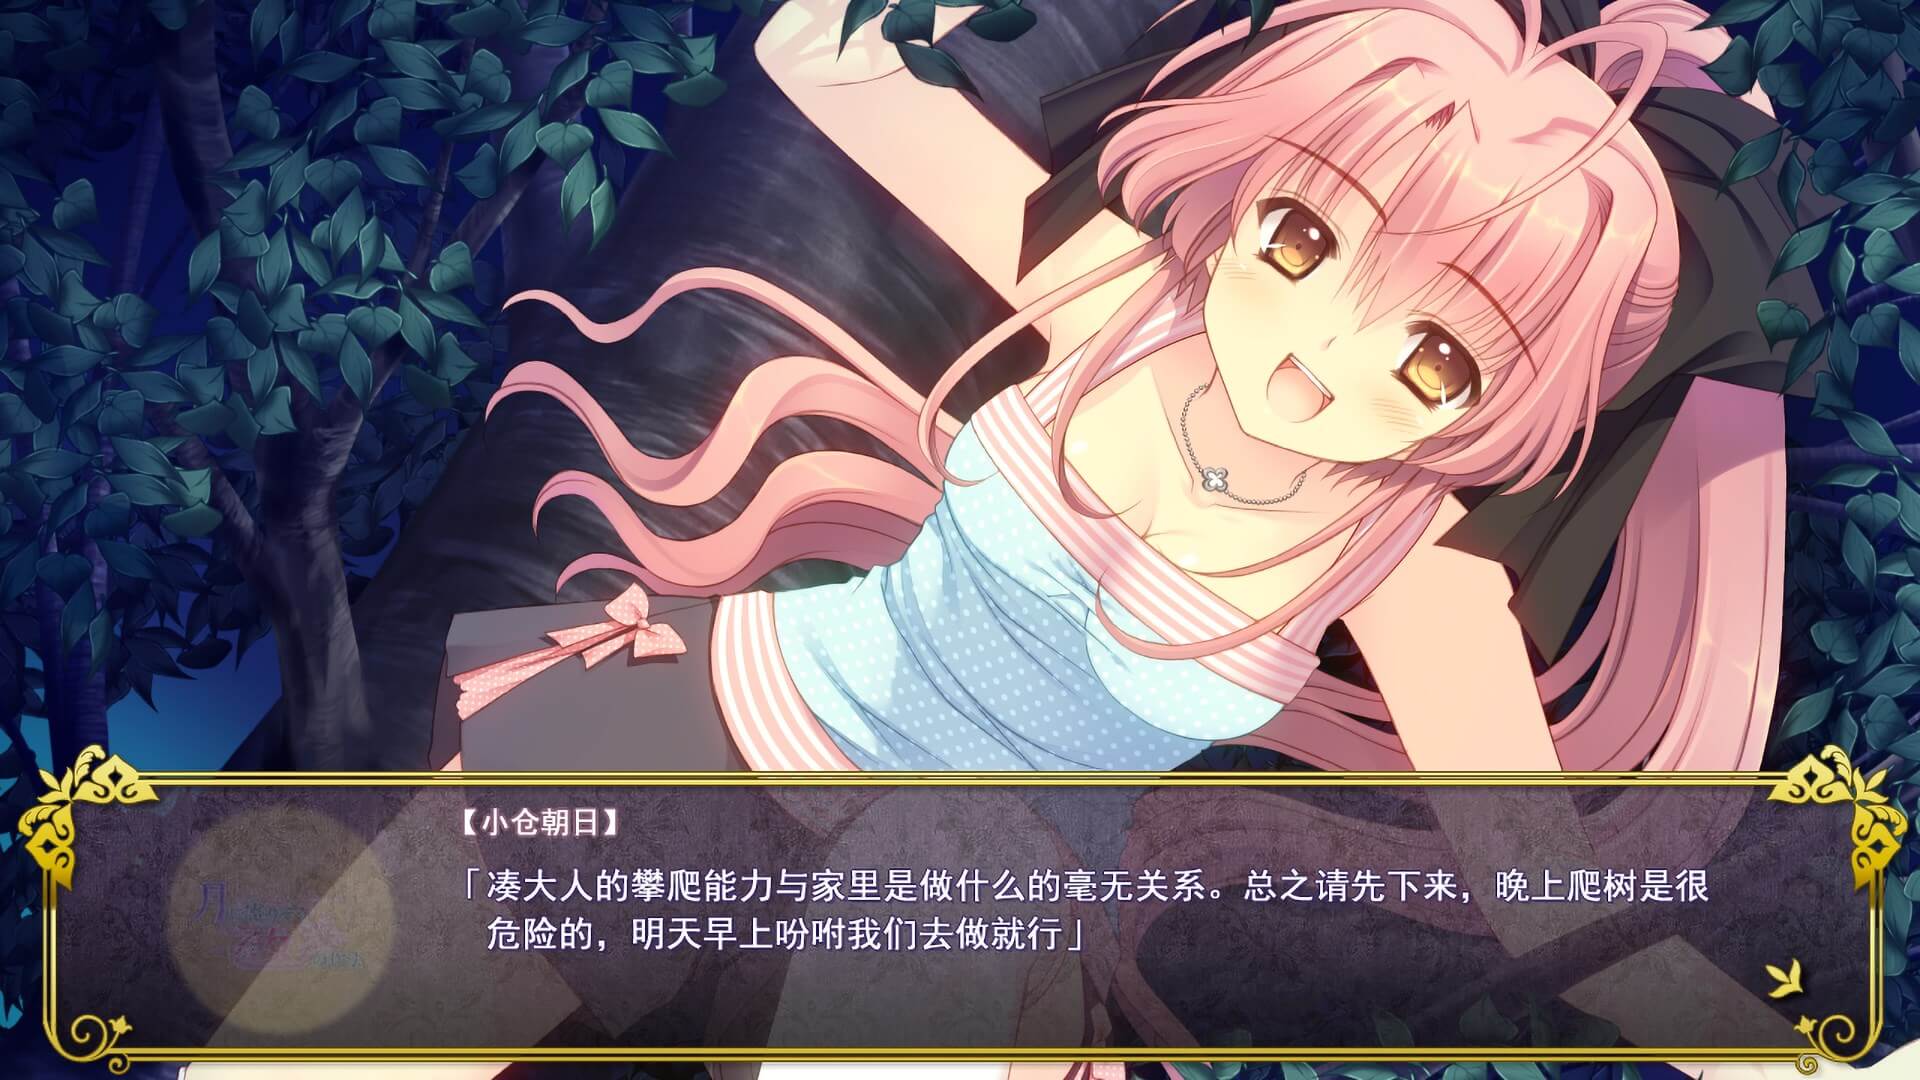 【小仓朝日】
「凑大人的攀爬能力与家里是做什么的毫无关系。总之请先下来，晚上爬树是很
危险的，明天早上吩咐我们去做就行」